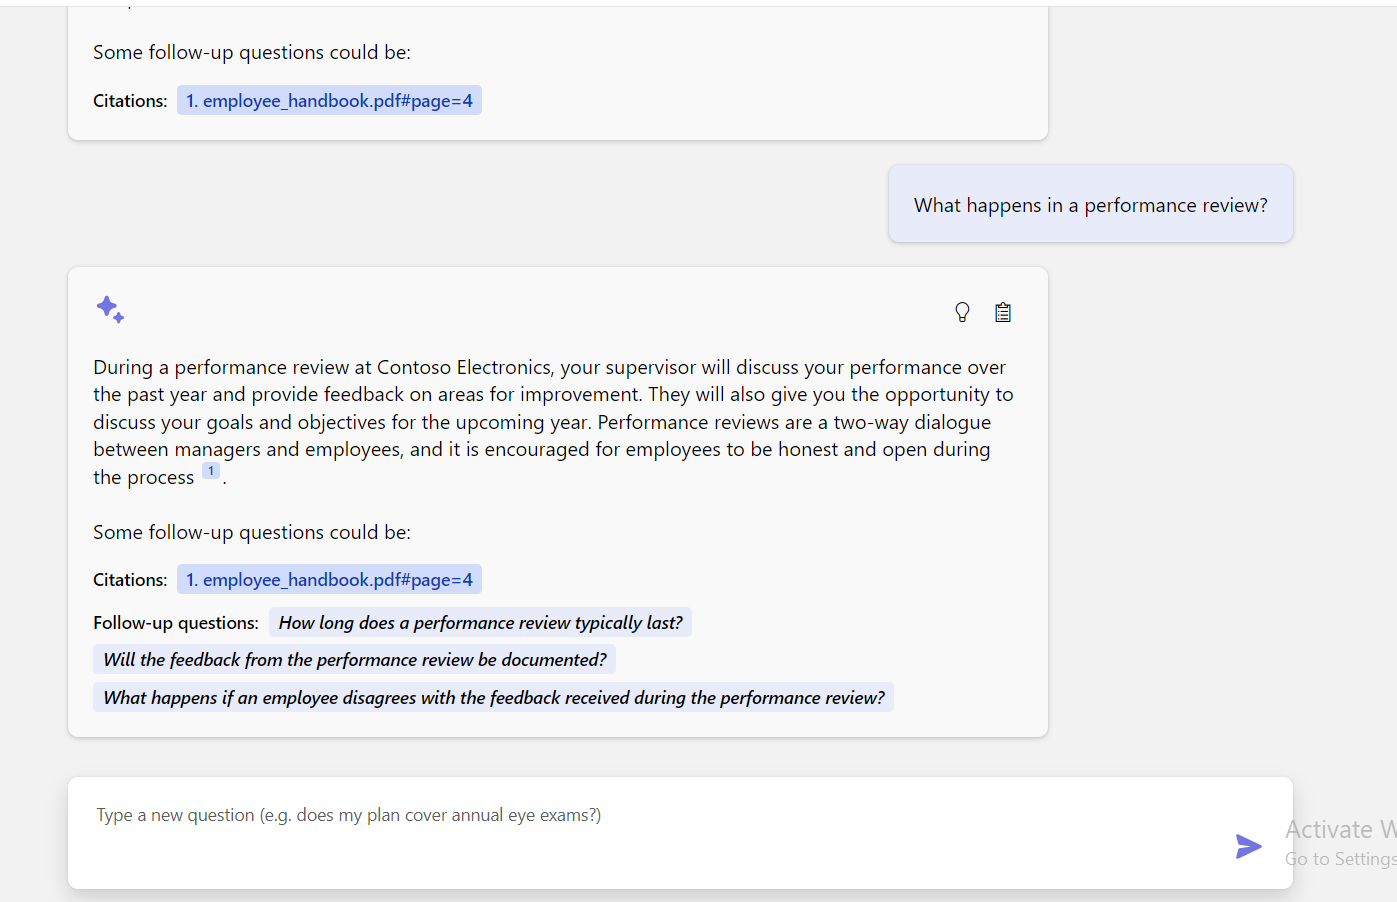 Some follow-up questions could be:
Citations: 1. employee_handbook.pdf#page=4
What happens in a performance review?
During a performance review at Contoso Electronics, your supervisor will discuss your performance over
the past year and provide feedback on areas for improvement. They will also give you the opportunity to
discuss your goals and objectives for the upcoming year. Performance reviews are a two-way dialogue
between managers and employees, and it is encouraged for employees to be honest and open during
the process 1 .
Some follow-up questions could be:
Citations: 1. employee_handbook.pdf#page=4
Follow-up questions: How long does a performance review typically last?
Will the feedback from the performance review be documented?
What happens if an employee disagrees with the feedback received during the performance review?
Type a new question (e.g. does my plan cover annual eye exams?)
Activate W
Go to Settings